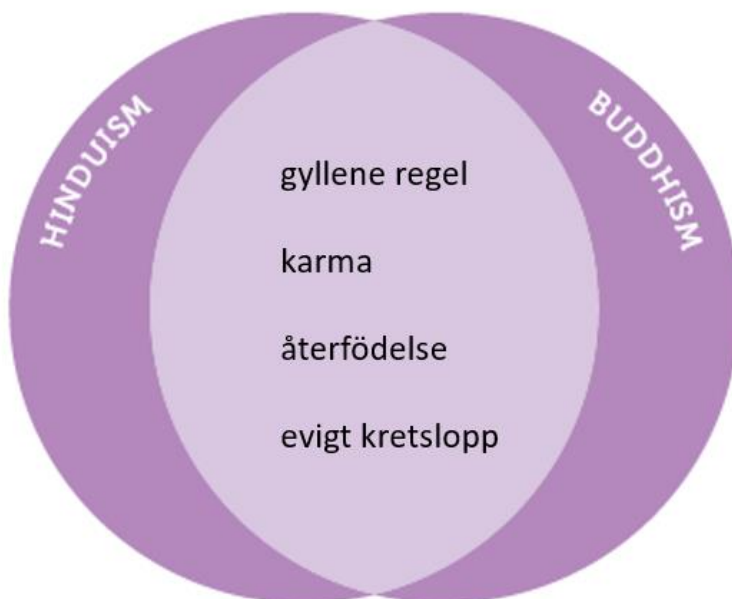 HINDUISM
BUDDHISM
gyllene regel
karma
återfödelse
evigt kretslopp